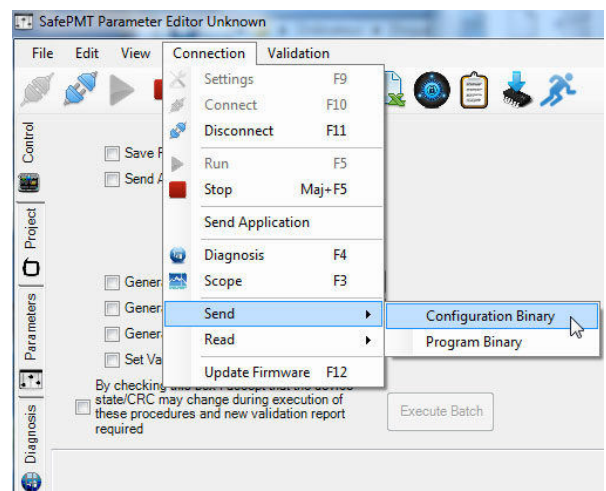 SafePMT Parameter Editor Unknown
File Edit View Connection Validation
Settings F9
Connect F10
Disconnect F11
Run F5
Stop Maj+F5
Send Application
Diagnosis F4
Scope F3
Send
Read
Update Firmware F12
Configuration Binary
Program Binary
Control
Project
Parameters
Diagnosis
Save
Send
Gener
Gener
Gener
Set Va
By checking this box I accept that the device
state/CRC may change during execution of
these procedures and new validation report
required
Execute Batch